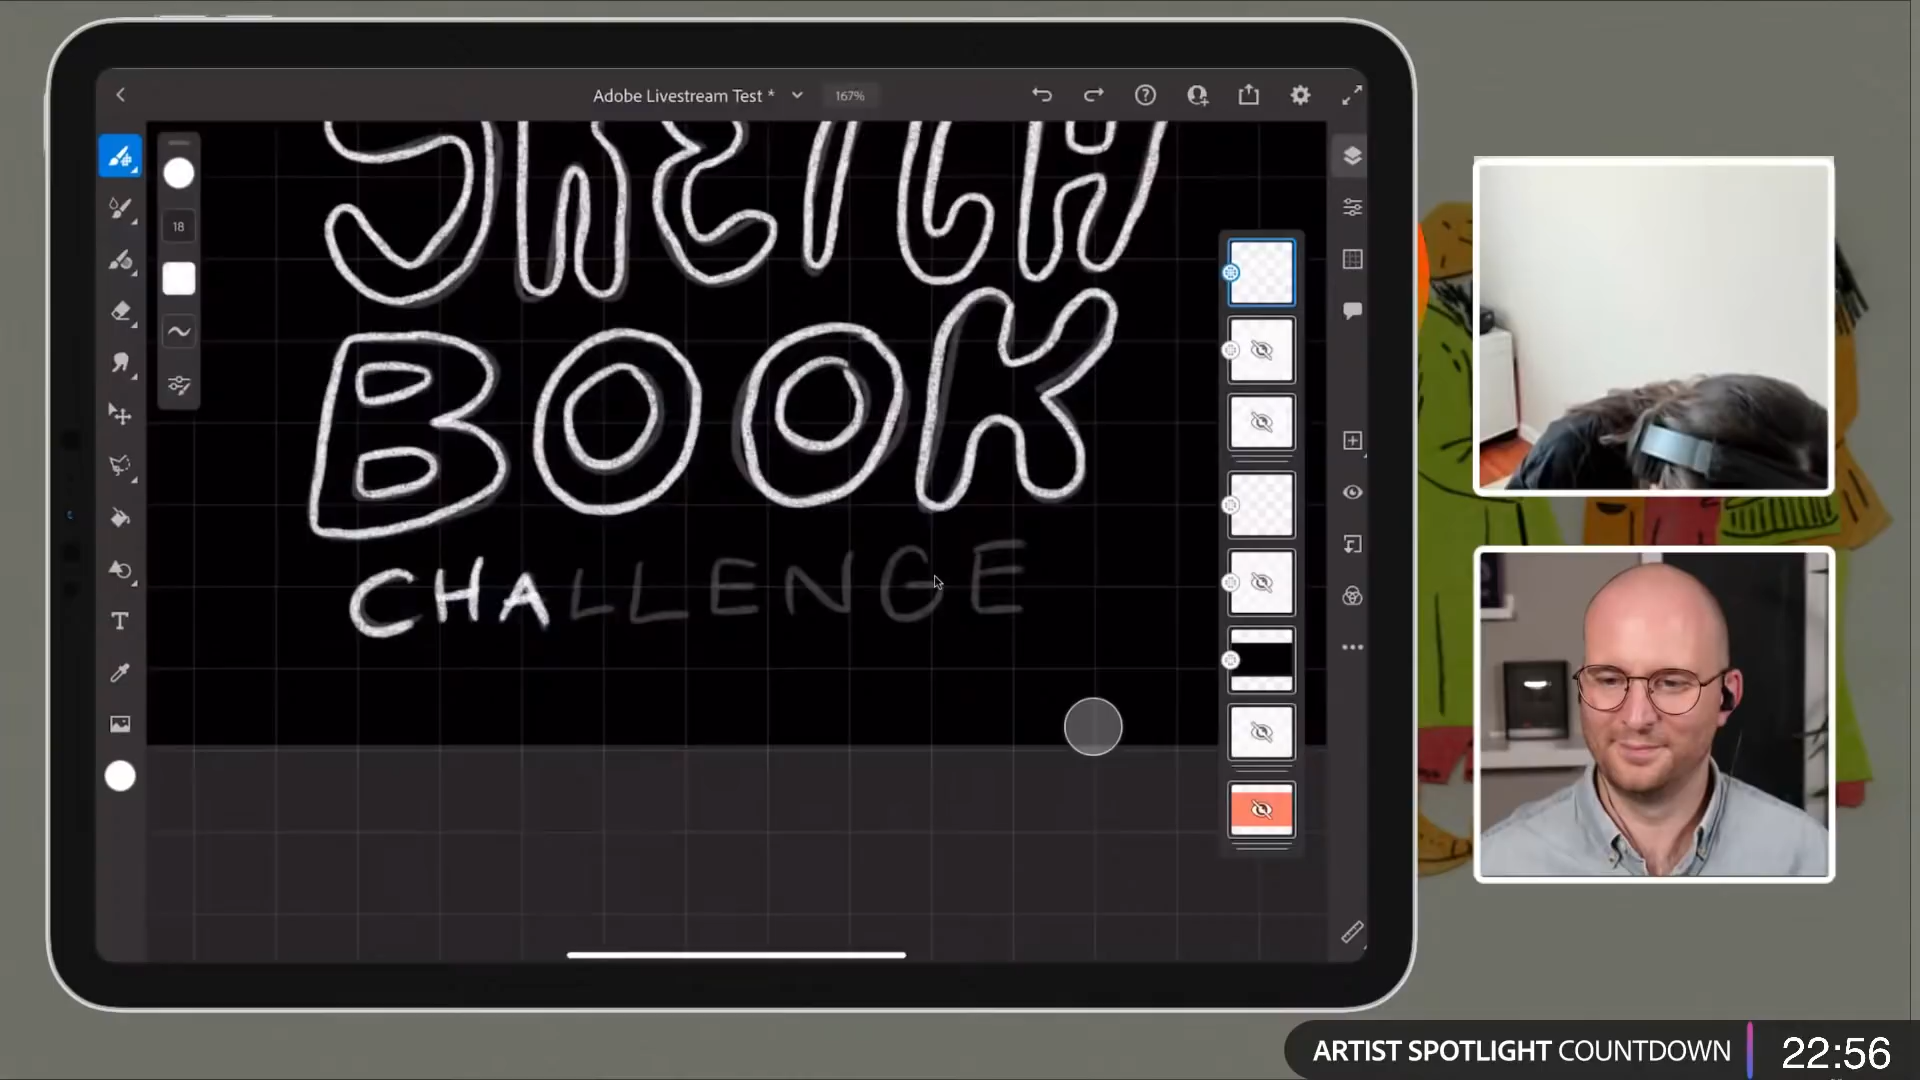 Adobe Livestream Test *
167%
18
SKETCH
BOOK
CHALLENGE
T
ARTIST SPOTLIGHT COUNTDOWN
22:56